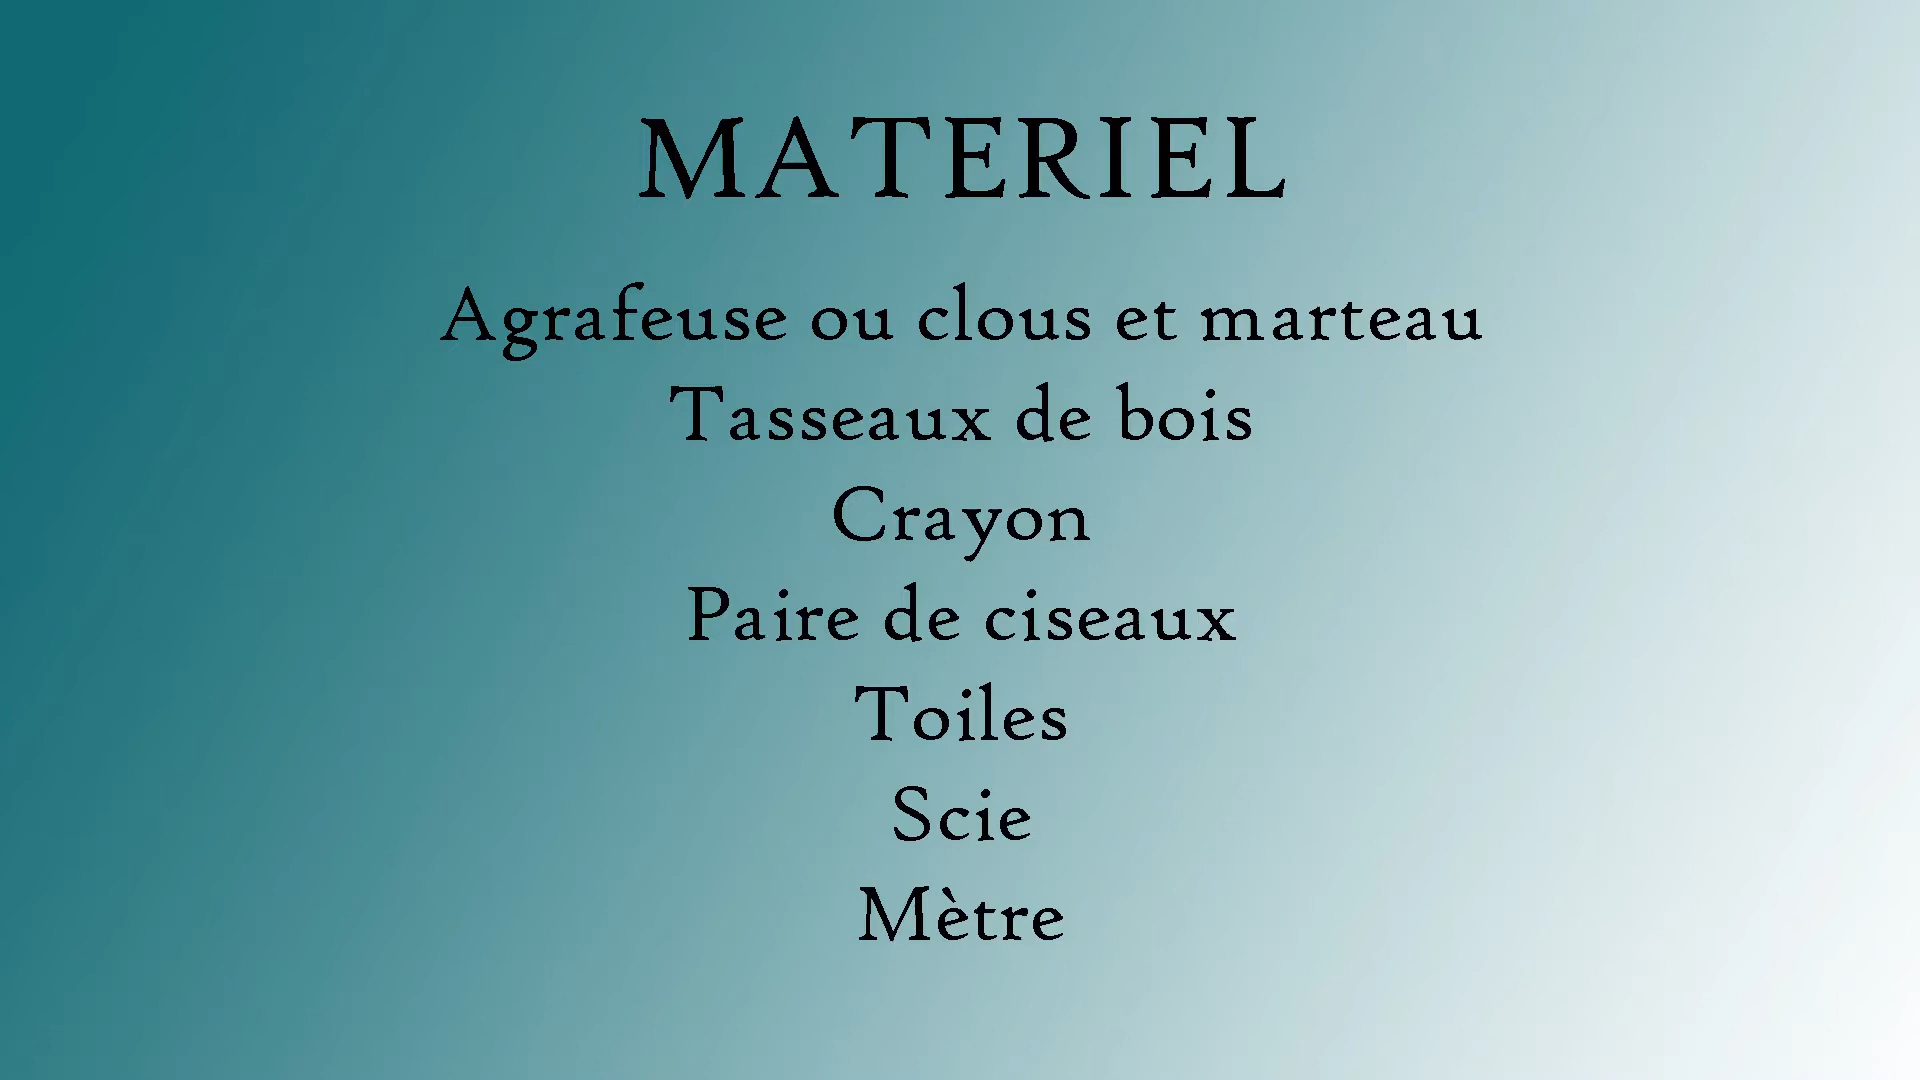 MATERIEL
Agrafeuse ou clous et marteau
Tasseaux de bois
Crayon
Paire de ciseaux
Toiles
Scie
Mètre